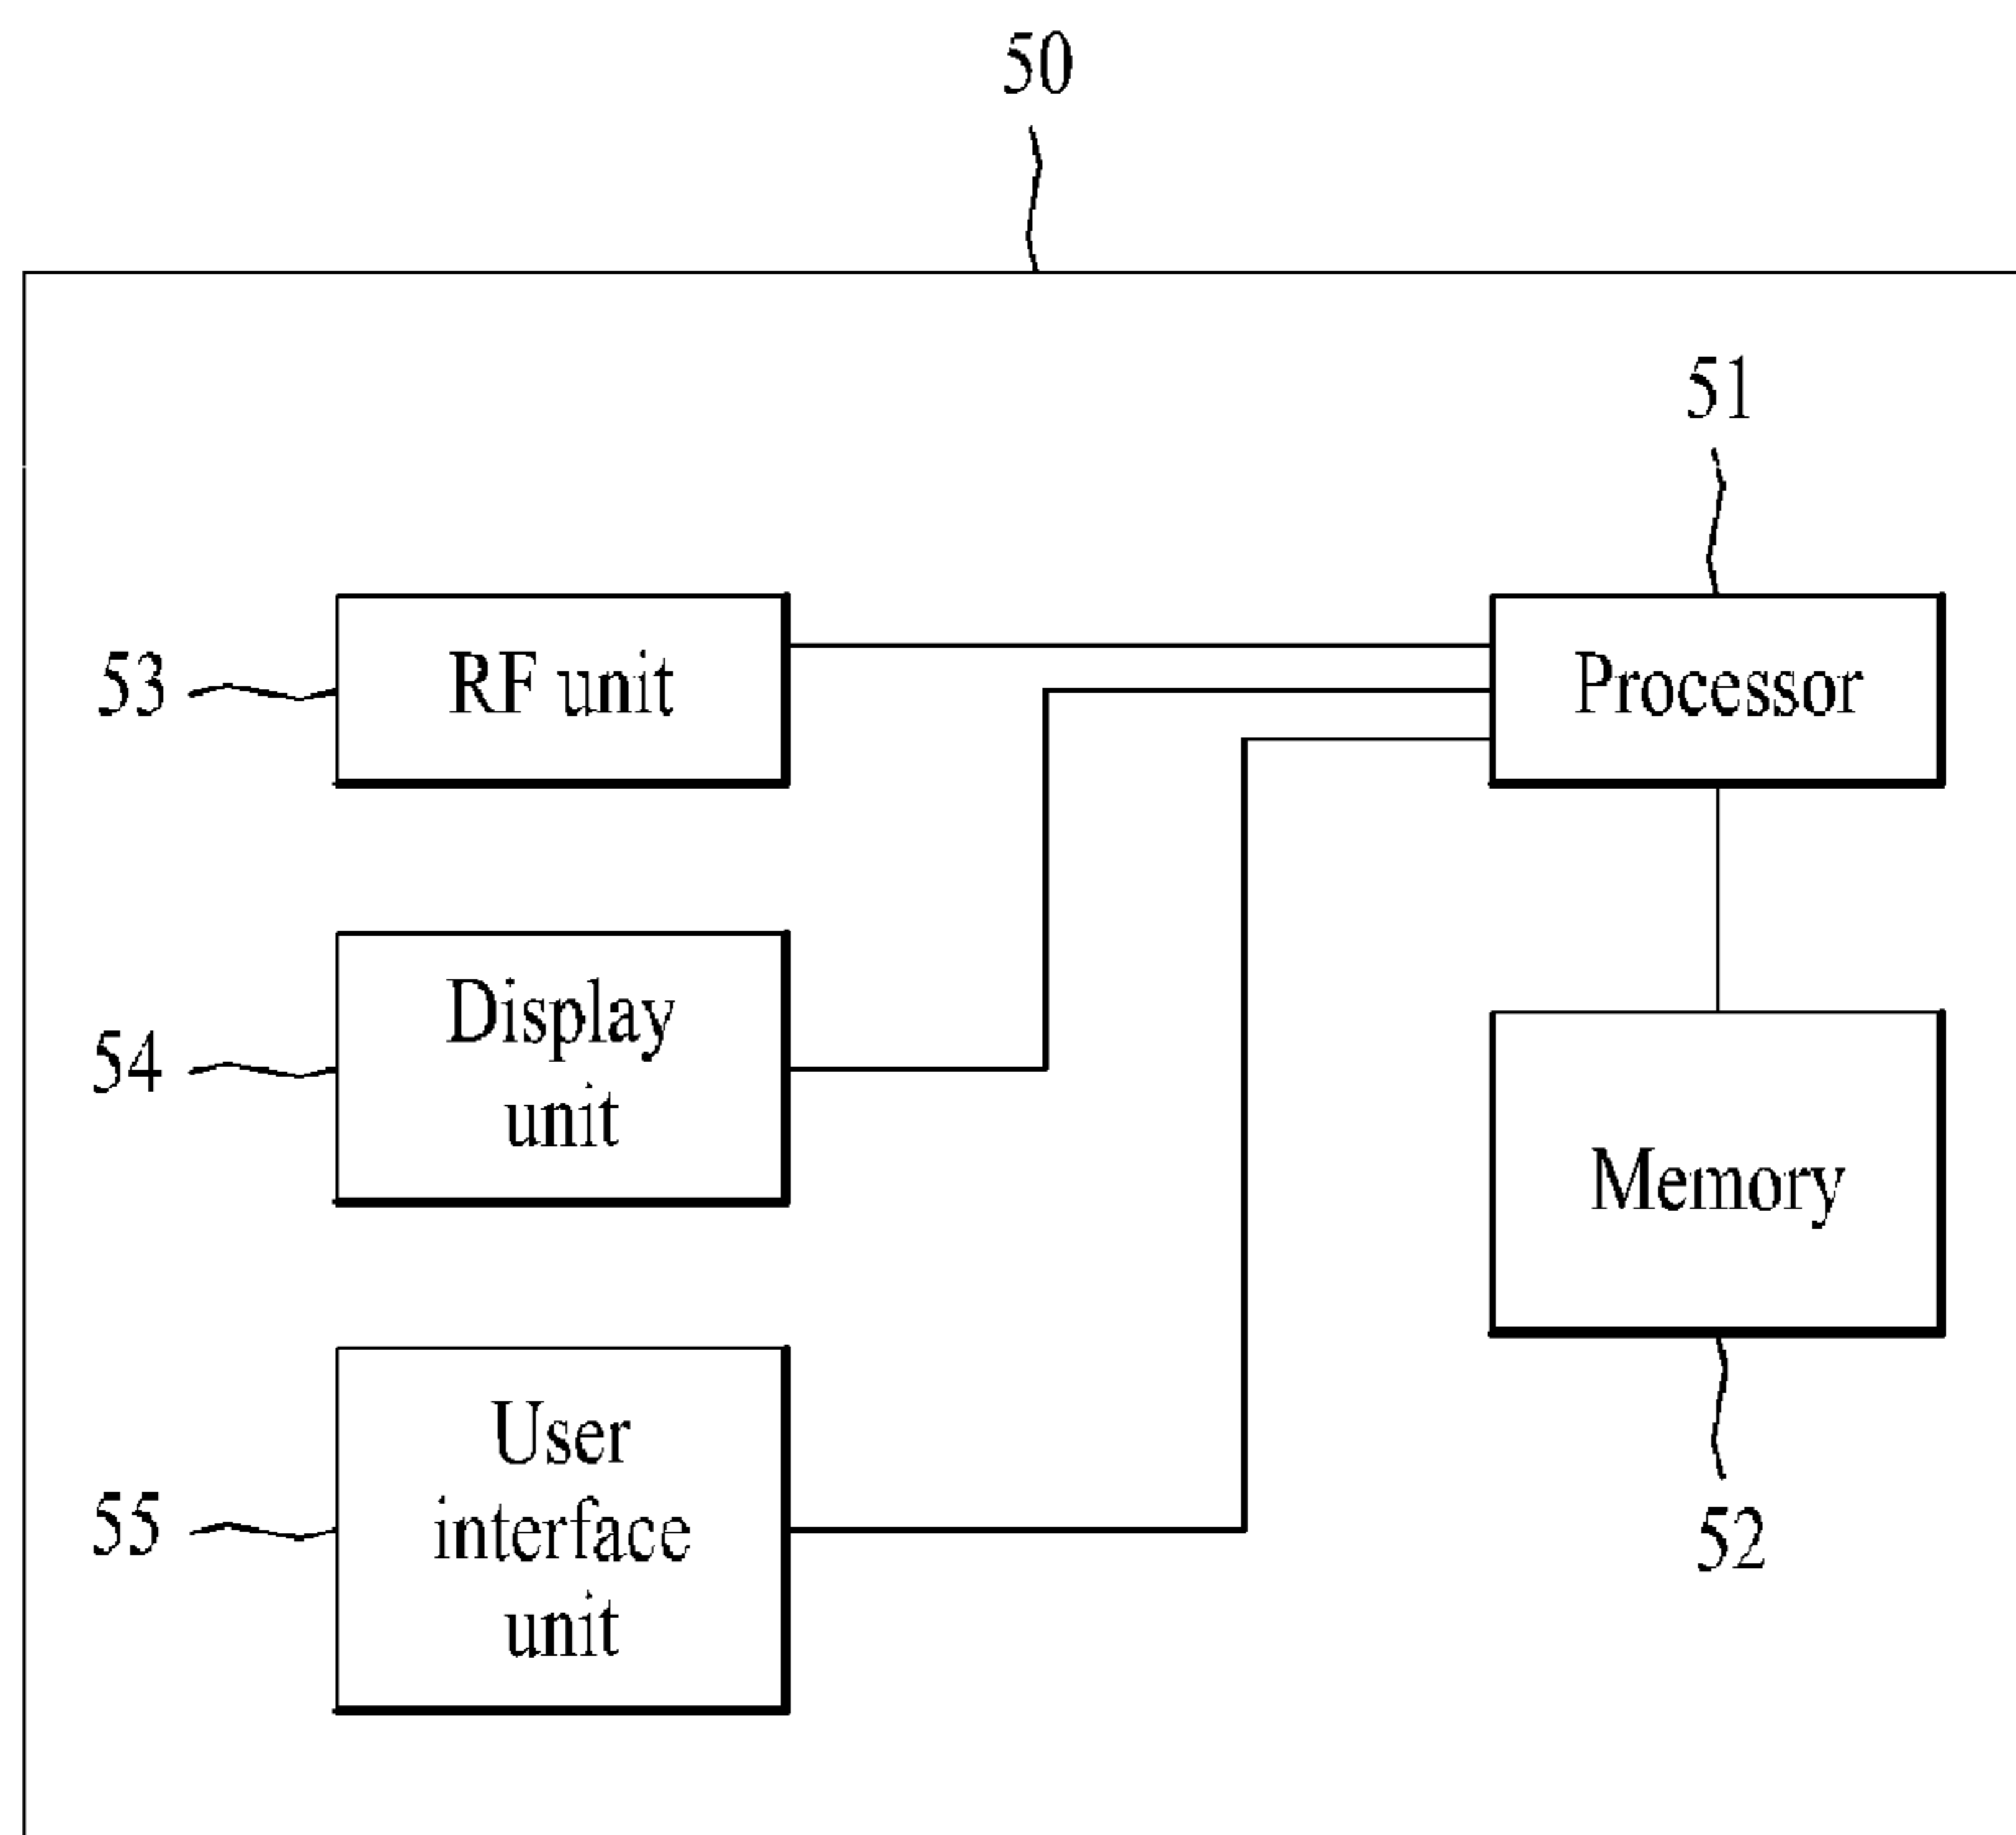 50
51
53
RF unit
Processor
54
Display
unit
Memory
55
User
interface
unit
52